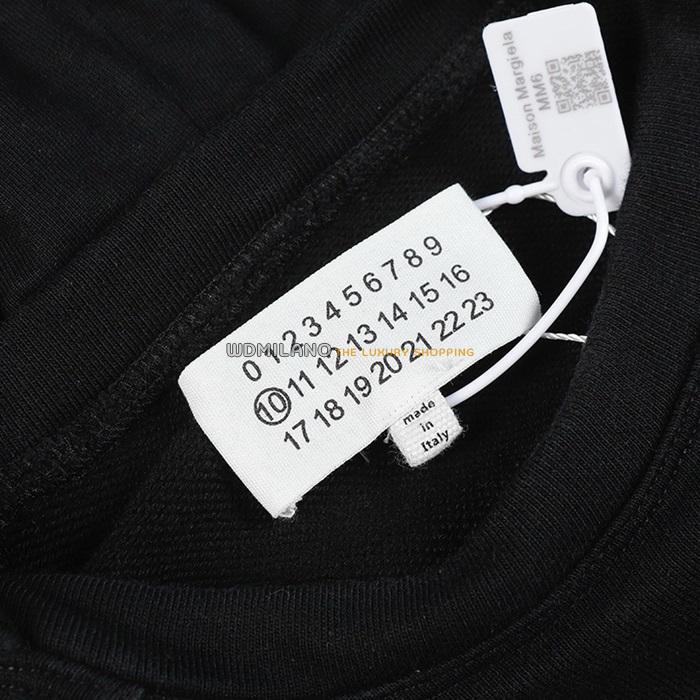 Maison Margiela
MM6
0 1 2 3 4 5 6 7 8 9
10 11 12 13 14 15 16
17 18 19 20 21 22 23
WDMILANO THE LUXURY SHOPPING
made
in
Italy